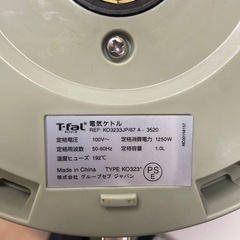 T-fal 電気ケトル
REF: KO3233JP/87 A - 3520
定格電圧 100V~ 定格消費電力 1250W
定格周波数 50-60Hz 定格容量 1.0L
温度ヒューズ 192℃
Made in China TYPE KO323*
株式会社 グループセブ ジャパン
PS
E